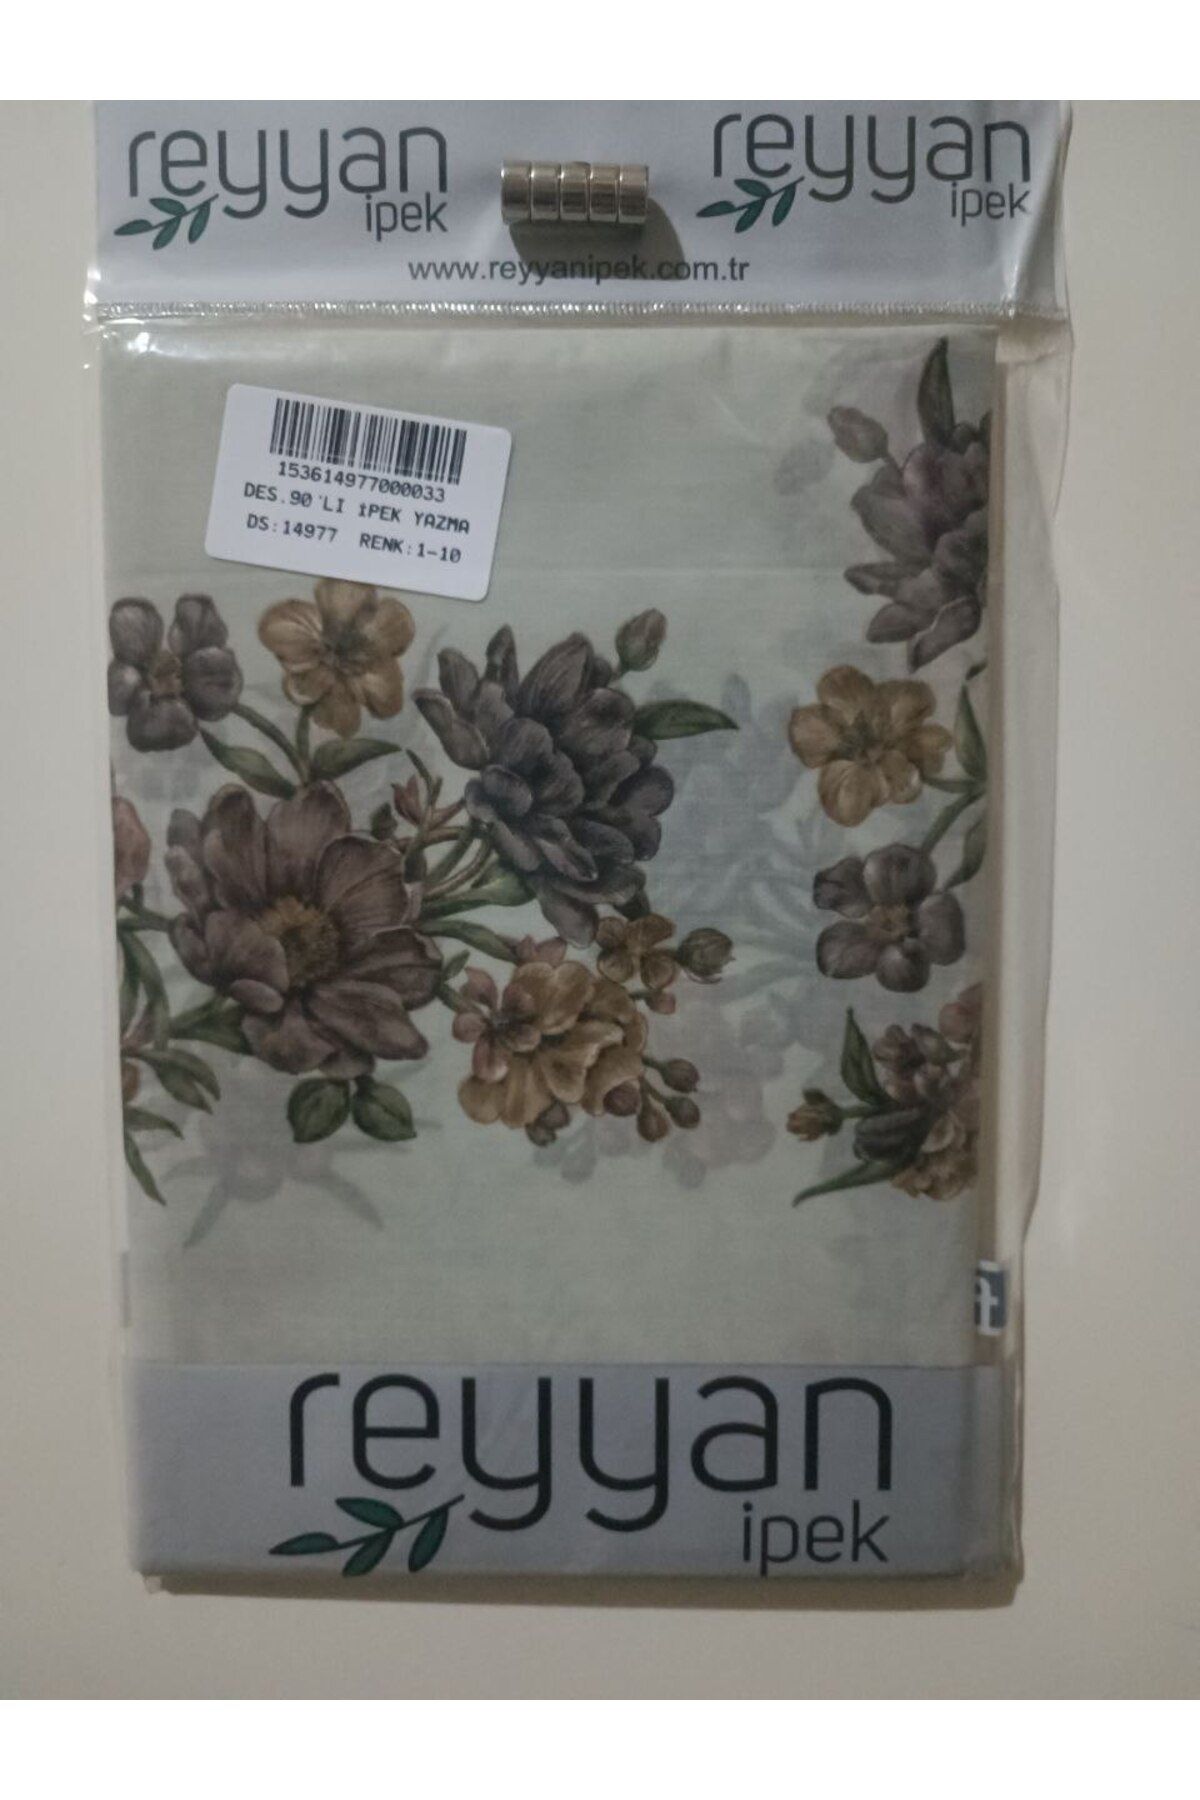 reyyan
ipek
reyyan
ipek
www.reyyanipek.com.tr
153614977000033
DES.90'LI İPEK YAZMA
DS:14977 RENK:1-10
reyyan
ipek